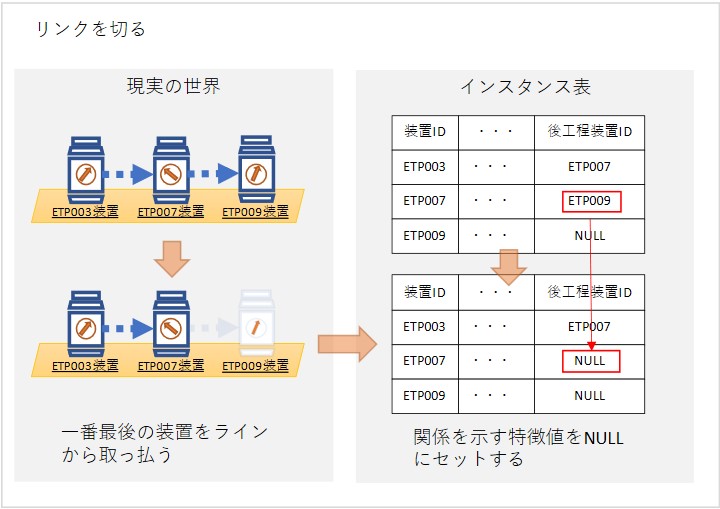 リンクを切る
現実の世界
ETP003装置 ETP007装置 ETP009装置
ETP003装置 ETP007装置 ETP009装置
一番最後の装置をライン
から取っ払う
インスタンス表
装置ID ・・・ 後工程装置ID
ETP003 ・・・ ETP007
ETP007 ・・・ ETP009
ETP009 ・・・ NULL
装置ID ・・・ 後工程装置ID
ETP003 ・・・ ETP007
ETP007 ・・・ NULL
ETP009 ・・・ NULL
関係を示す特徴値をNULL
にセットする